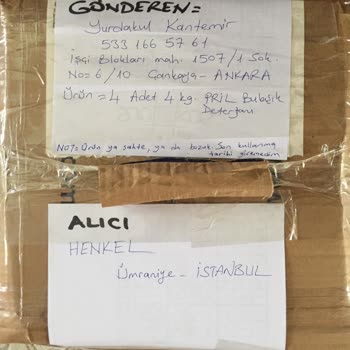 GÖNDEREN=
Yurdakul Kantemir
533 166 57 61
İşçi Blokları mah. 1507/1 Sok.
No= 6/10 Çankaya - ANKARA
Ürün = 4 Adet 4 kg. PRİL Bulaşık
Deterjanı
NOT= Ürün ya sahte, ya da bozuk. Son kullanma
tarihi
ALICI
HENKEL
Ümraniye - İSTANBUL